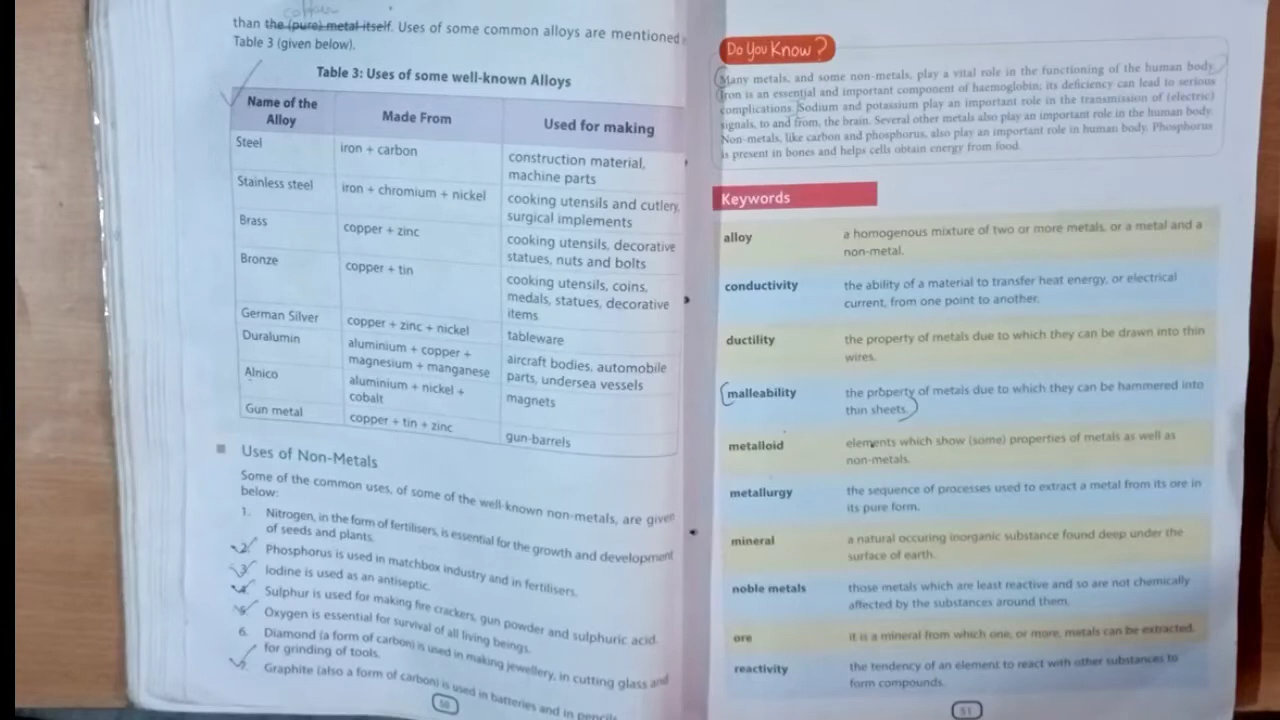 copper
than the (pure) metal itself. Uses of some common alloys are mentioned
Table 3 (given below).
Table 3: Uses of some well-known Alloys
Name of the Alloy Made From Used for making
Steel iron + carbon construction material,
machine parts
Stainless steel iron + chromium + nickel cooking utensils and cutlery,
surgical implements
Brass copper + zinc cooking utensils, decorative
statues, nuts and bolts
Bronze copper + tin cooking utensils, coins,
medals, statues, decorative
items
German Silver copper + zinc + nickel tableware
Duralumin aluminium + copper + aircraft bodies, automobile
magnesium + manganese parts, undersea vessels
Alnico aluminium + nickel + magnets
cobalt
Gun metal copper + tin + zinc gun-barrels
Uses of Non-Metals
Some of the common uses, of some of the well-known non-metals, are given
below:
1. Nitrogen, in the form of fertilisers, is essential for the growth and development
of seeds and plants.
2. Phosphorus is used in matchbox industry and in fertilisers.
3. Iodine is used as an antiseptic.
4. Sulphur is used for making fire crackers, gun powder and sulphuric acid.
5. Oxygen is essential for survival of all living beings.
6. Diamond (a form of carbon) is used in making jewellery, in cutting glass and
for grinding of tools.
7. Graphite (also a form of carbon) is used in batteries and in pencils
50
Do You Know?
Many metals, and some non-metals, play a vital role in the functioning of the human body.
Iron is an essential and important component of haemoglobin; its deficiency can lead to serious
complications. Sodium and potassium play an important role in the transmission of (electric)
signals, to and from, the brain. Several other metals also play an important role in the human body.
Non-metals, like carbon and phosphorus, also play an important role in human body. Phosphorus
is present in bones and helps cells obtain energy from food.
Keywords
alloy a homogenous mixture of two or more metals, or a metal and a
non-metal.
conductivity the ability of a material to transfer heat energy, or electrical
current, from one point to another.
ductility the property of metals due to which they can be drawn into thin
wires.
malleability the property of metals due to which they can be hammered into
thin sheets.
metalloid elements which show (some) properties of metals as well as
non-metals.
metallurgy the sequence of processes used to extract a metal from its ore in
its pure form.
mineral a natural occuring inorganic substance found deep under the
surface of earth.
noble metals those metals which are least reactive and so are not chemically
affected by the substances around them.
ore it is a mineral from which one, or more, metals can be extracted.
reactivity the tendency of an element to react with other substances to
form compounds.
51